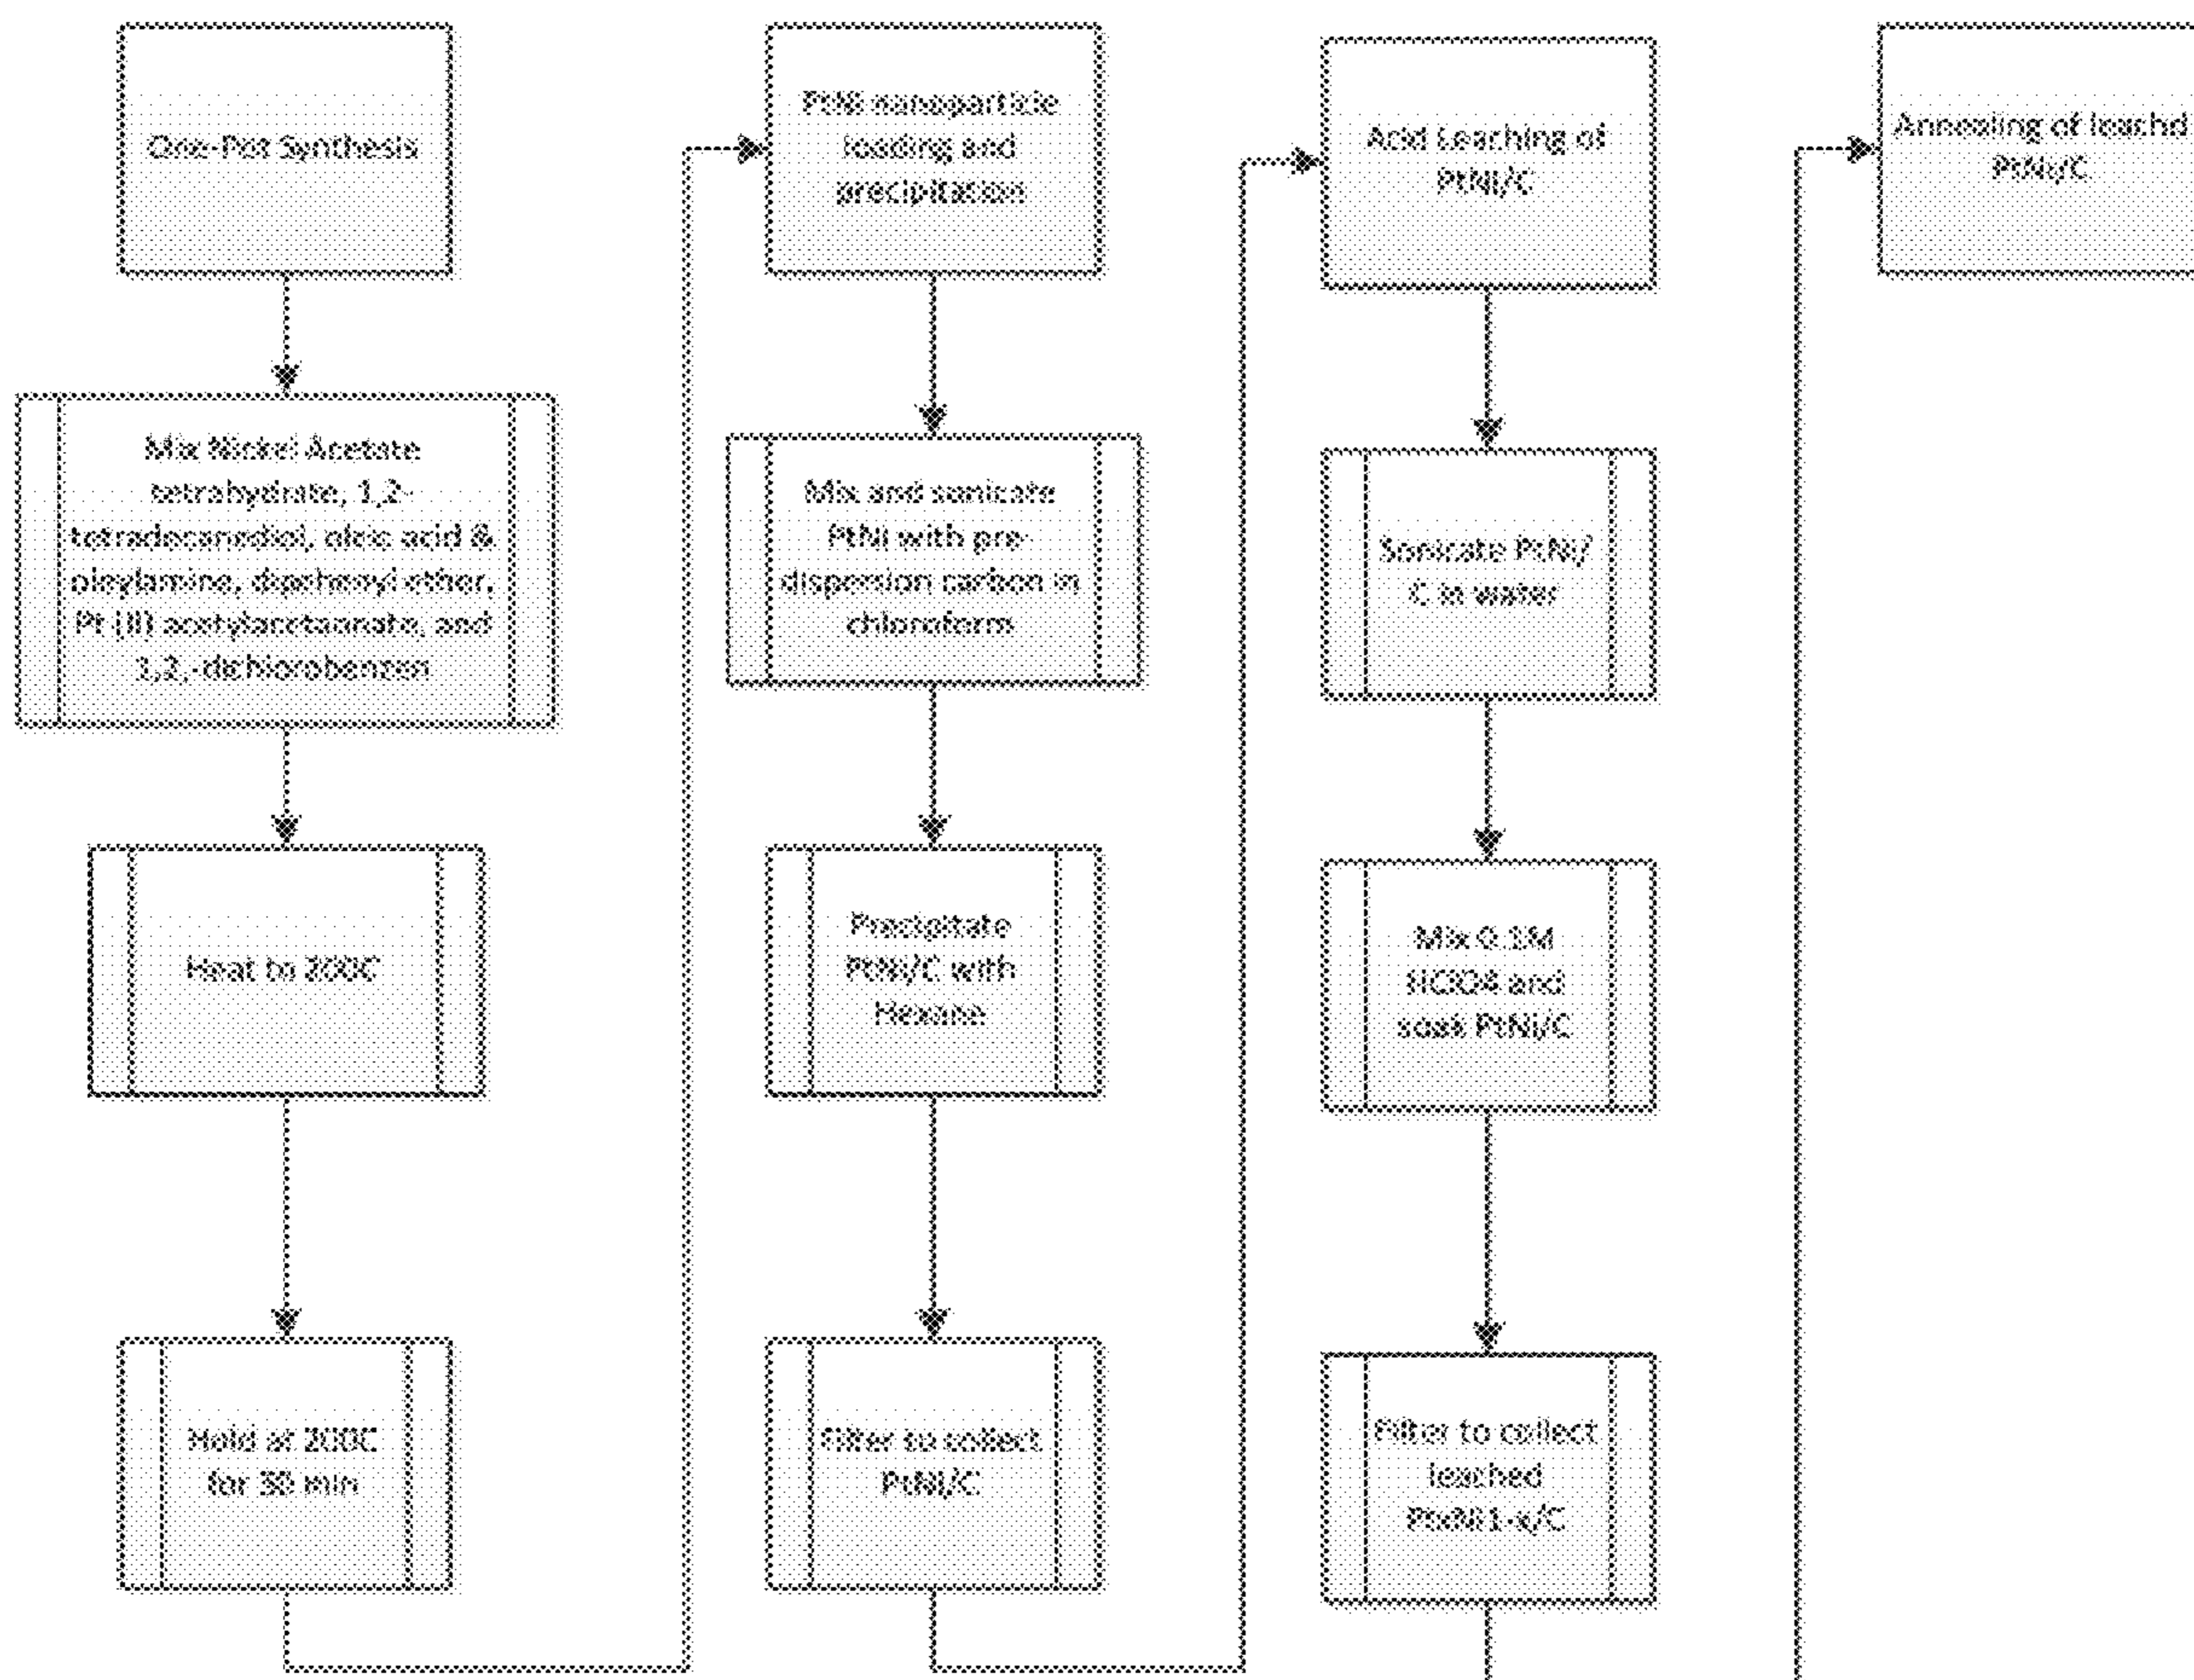 One-Pot Synthesis
Mix Nickel Acetate
tetrahydrate, 1,2-
tetradecanediol, oleic acid &
oleylamine, diphenyl ether,
Pt (II) acetylacetaonate, and
1,2,-dichlorobenzen
Heat to 200C
Hold at 200C
for 30 min
PtNi nanoparticle
loading and
precipitation
Mix and sonicate
PtNi with pre-
dispersion carbon in
chloroform
Precipitate
PtNi/C with
Hexane
Filter to collect
PtNi/C
Acid Leaching of
PtNi/C
Sonicate PtNi/
C in water
Mix 0.1M
HClO4 and
soak PtNi/C
Filter to collect
leached
PtxNi1-x/C
Annealing of leachd
PtNi/C